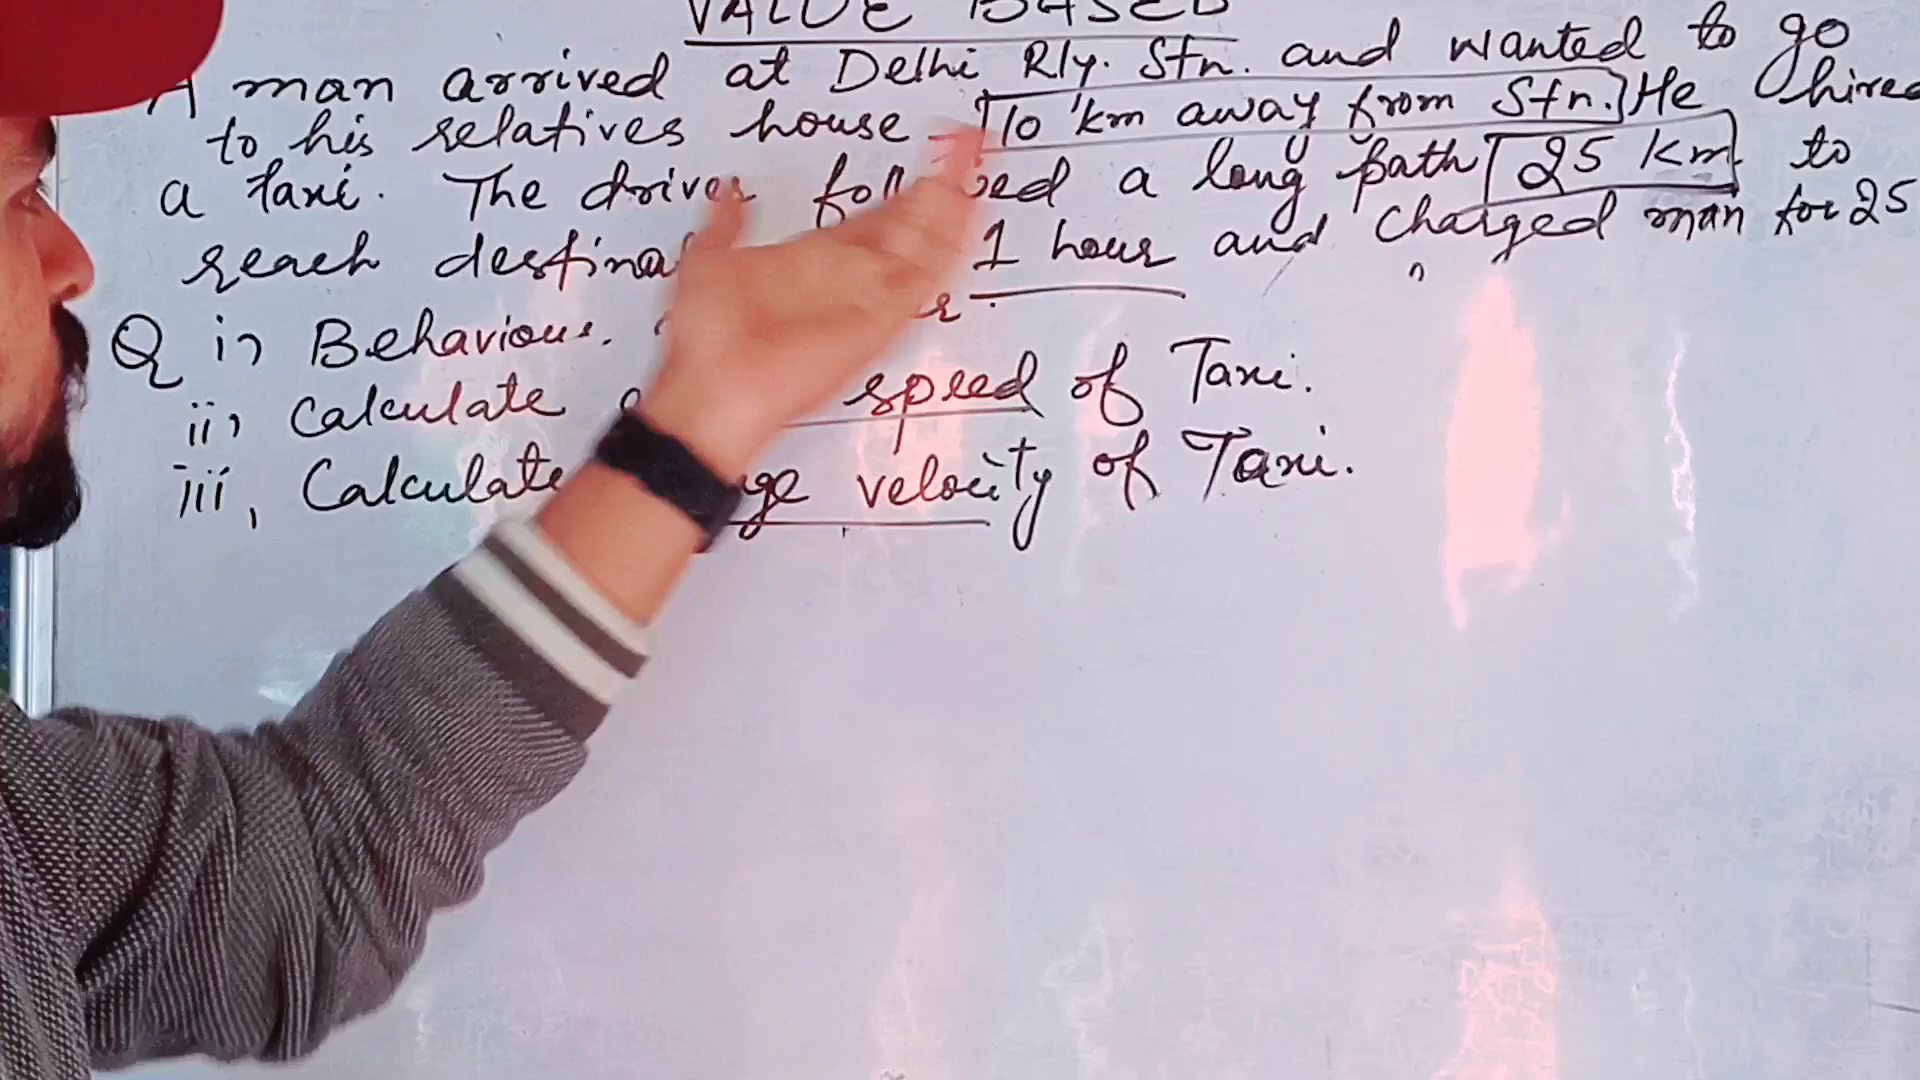 VALUE BASED
A man arrived at Delhi Rly. Stn. and wanted to go
to his relatives house 10 km away from Stn. He hired
a taxi. The driver followed a long path 25 Km to
reach 1 hour and charged man for 25
Q i, Behaviour
ii, Calculate speed of Taxi.
iii, Calculate velocity of Taxi.